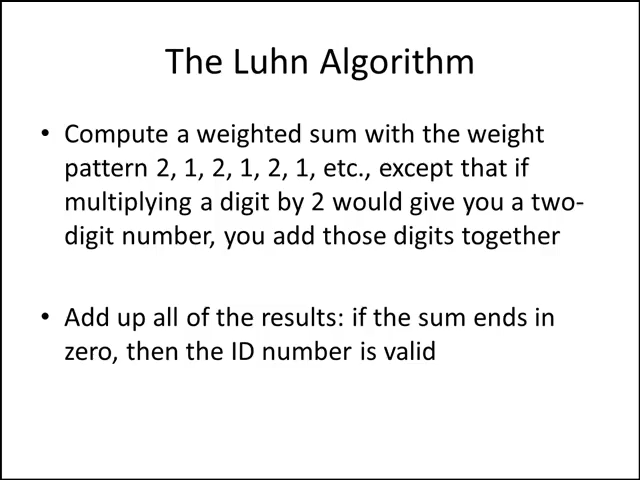 The Luhn Algorithm
• Compute a weighted sum with the weight
pattern 2, 1, 2, 1, 2, 1, etc., except that if
multiplying a digit by 2 would give you a two-
digit number, you add those digits together
• Add up all of the results: if the sum ends in
zero, then the ID number is valid